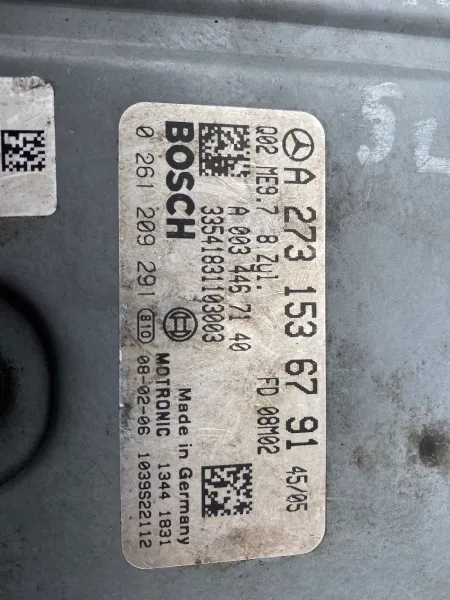 A 273 153 67 91 45/05
Q02 ME9.7 8 Zyl. FD 08M02
A 003 446 71 40
33541831103003
BOSCH Made in Germany
MOTRONIC 1344 1831
0 261 209 291 810 08-02-06 1039S22112